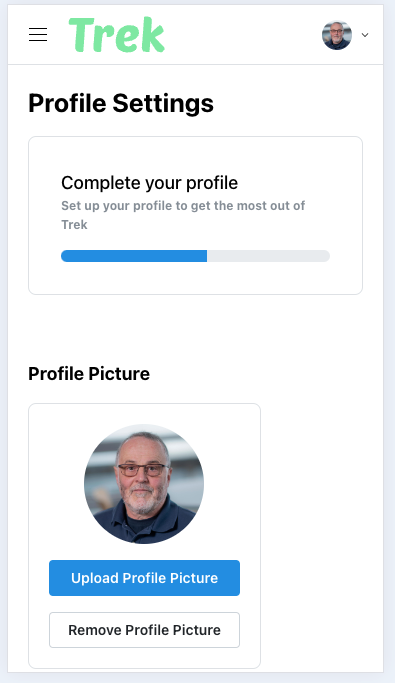 Trek
Profile Settings
Complete your profile
Set up your profile to get the most out of
Trek
Profile Picture
Upload Profile Picture
Remove Profile Picture